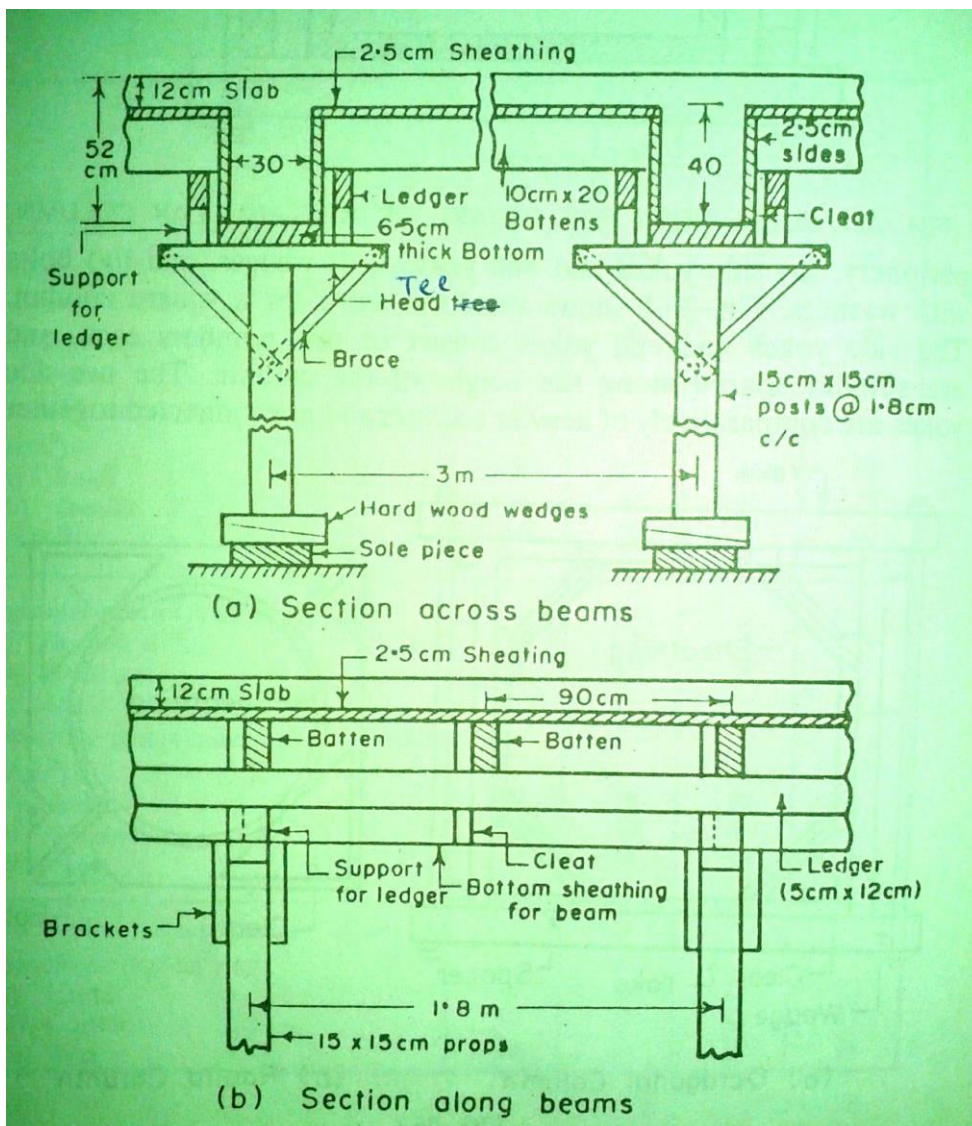 2·5cm Sheathing
12cm Slab
52
cm
30
40
2·5cm
sides
Ledger
10cm x 20
Battens
Cleat
6·5cm
thick Bottom
Support
for
ledger
Tee
Head tree
Brace
15cm x 15cm
posts @ 1·8cm
c/c
3m
Hard wood wedges
Sole piece
(a) Section across beams
2·5cm Sheating
12cm Slab
90cm
Batten
Batten
Support
for ledger
Cleat
Bottom sheathing
for beam
Ledger
(5cm x 12cm)
Brackets
1·8 m
15 x 15cm props
(b) Section along beams